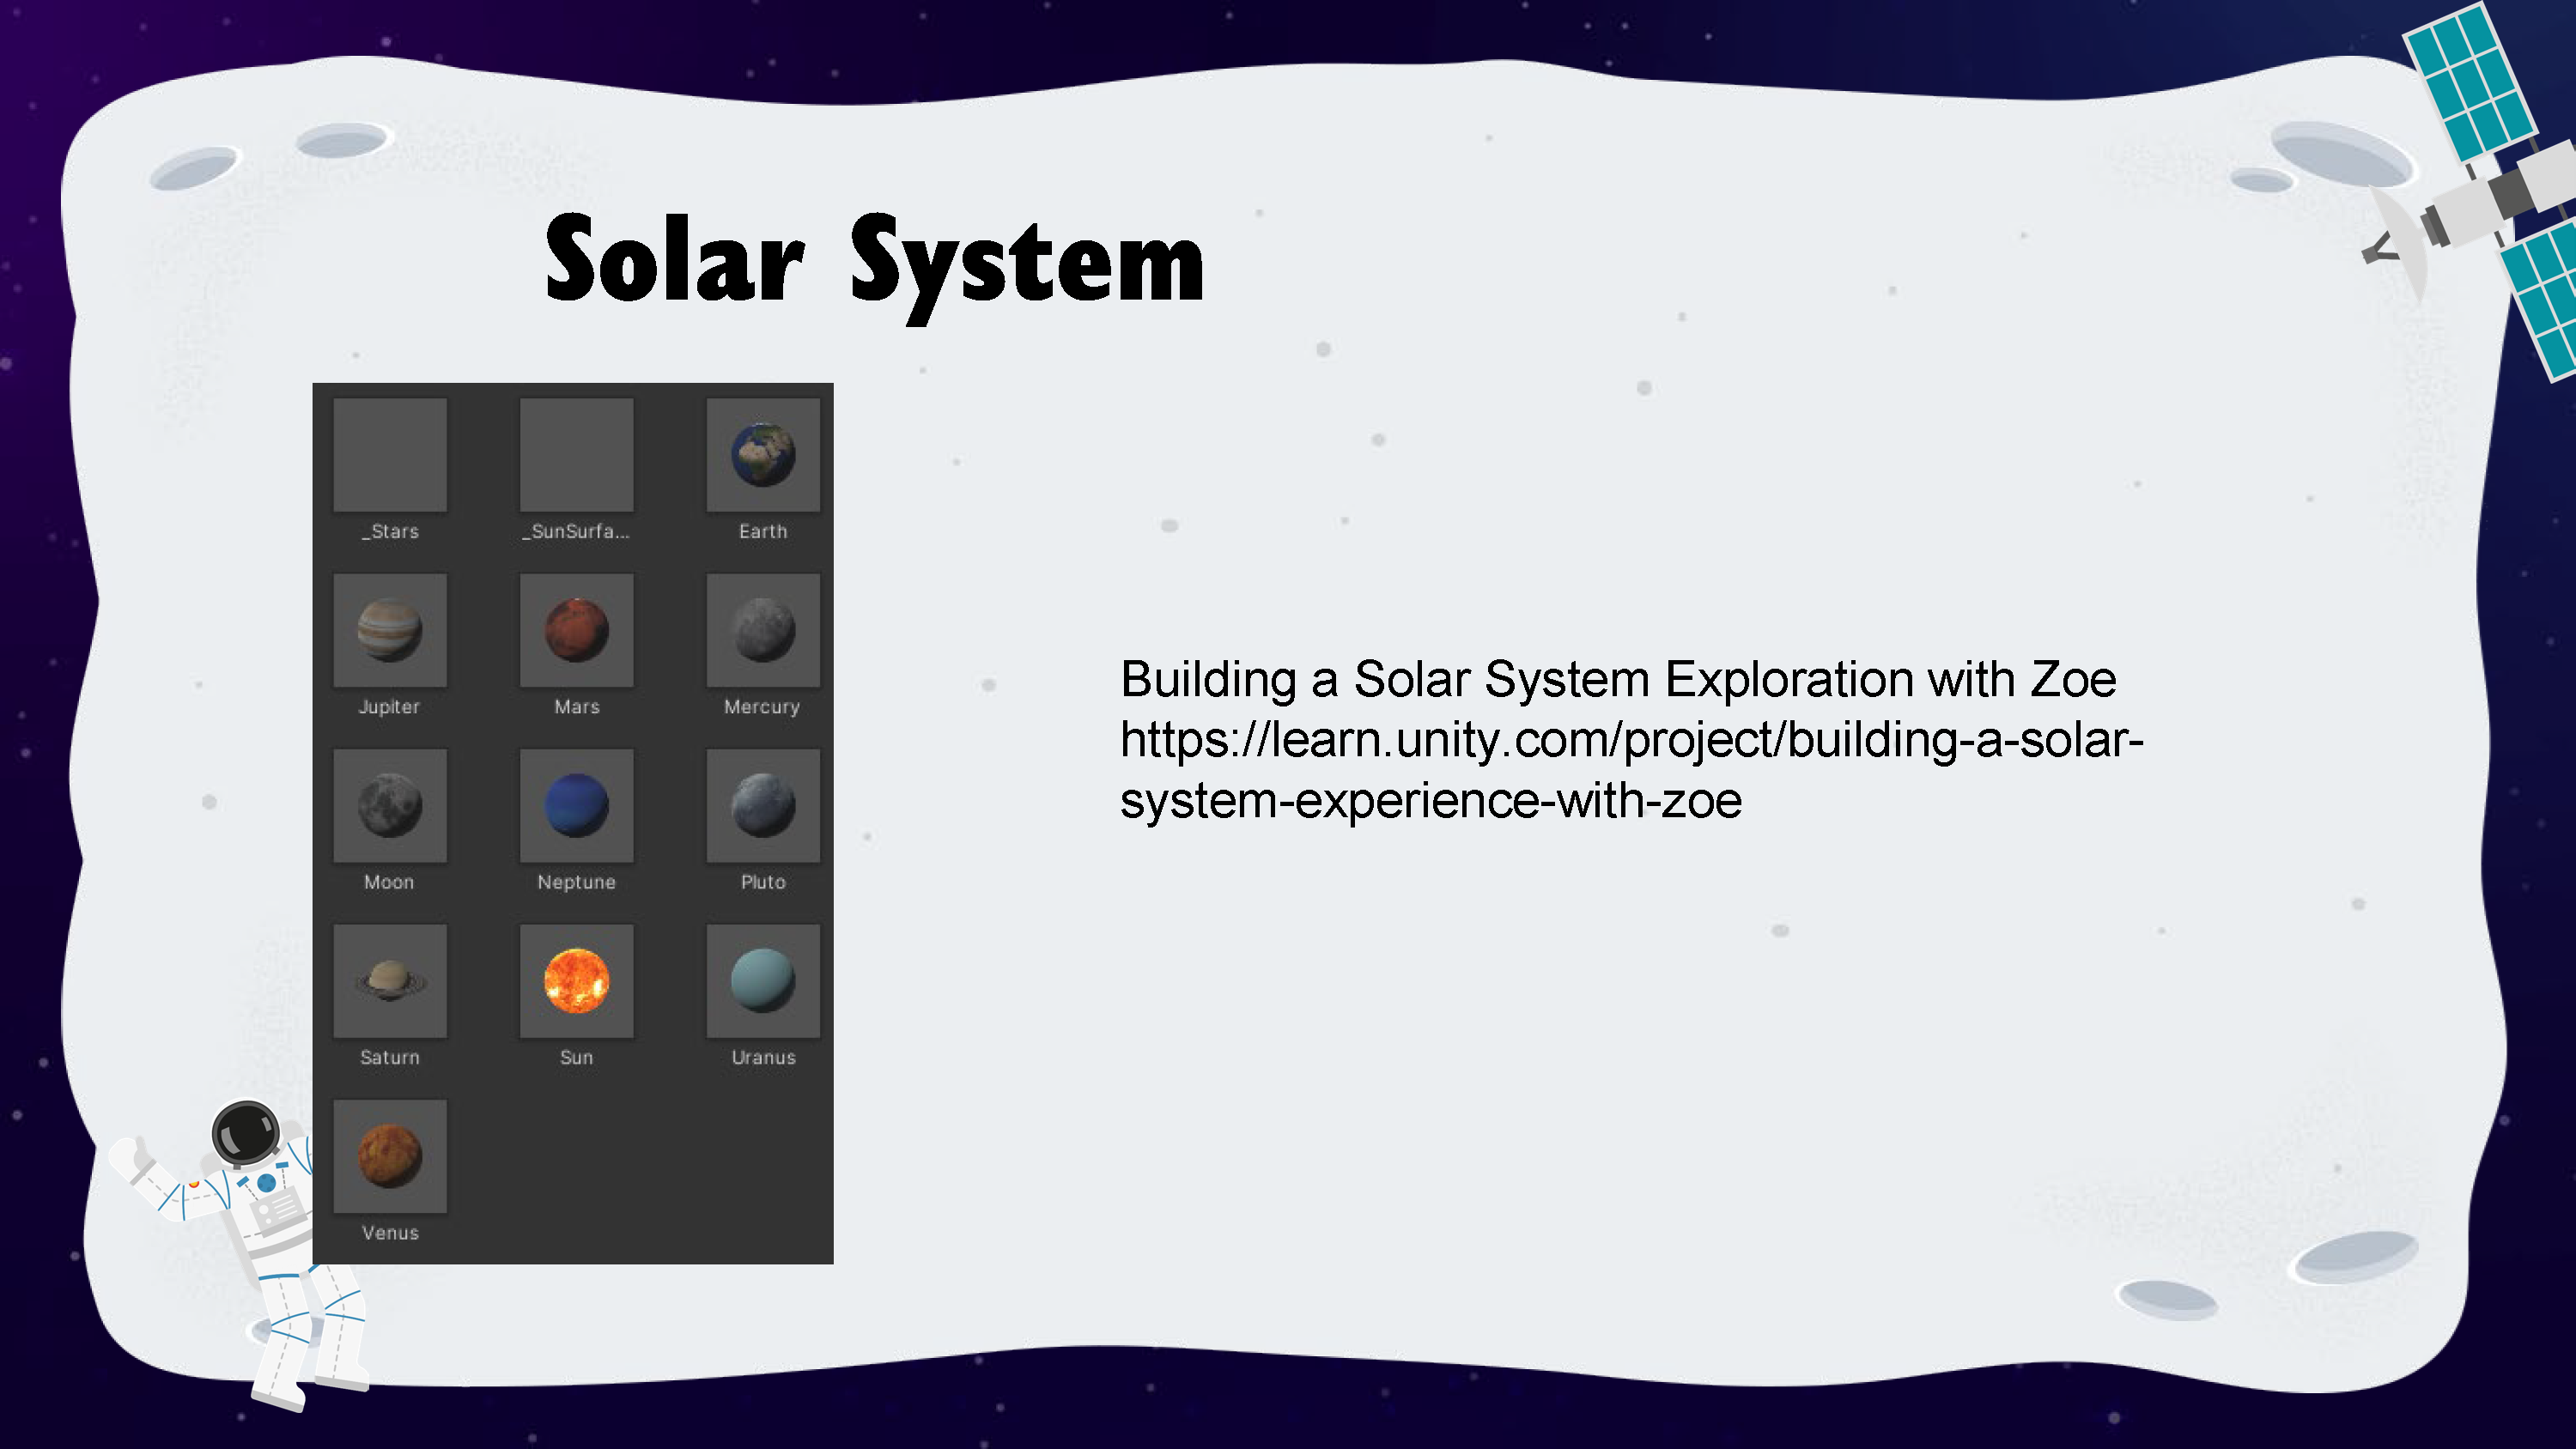 Solar System
_Stars
_SunSurfa...
Earth
Jupiter
Mars
Mercury
Moon
Neptune
Pluto
Saturn
Sun
Uranus
Venus
Building a Solar System Exploration with Zoe
https://learn.unity.com/project/building-a-solar-
system-experience-with-zoe